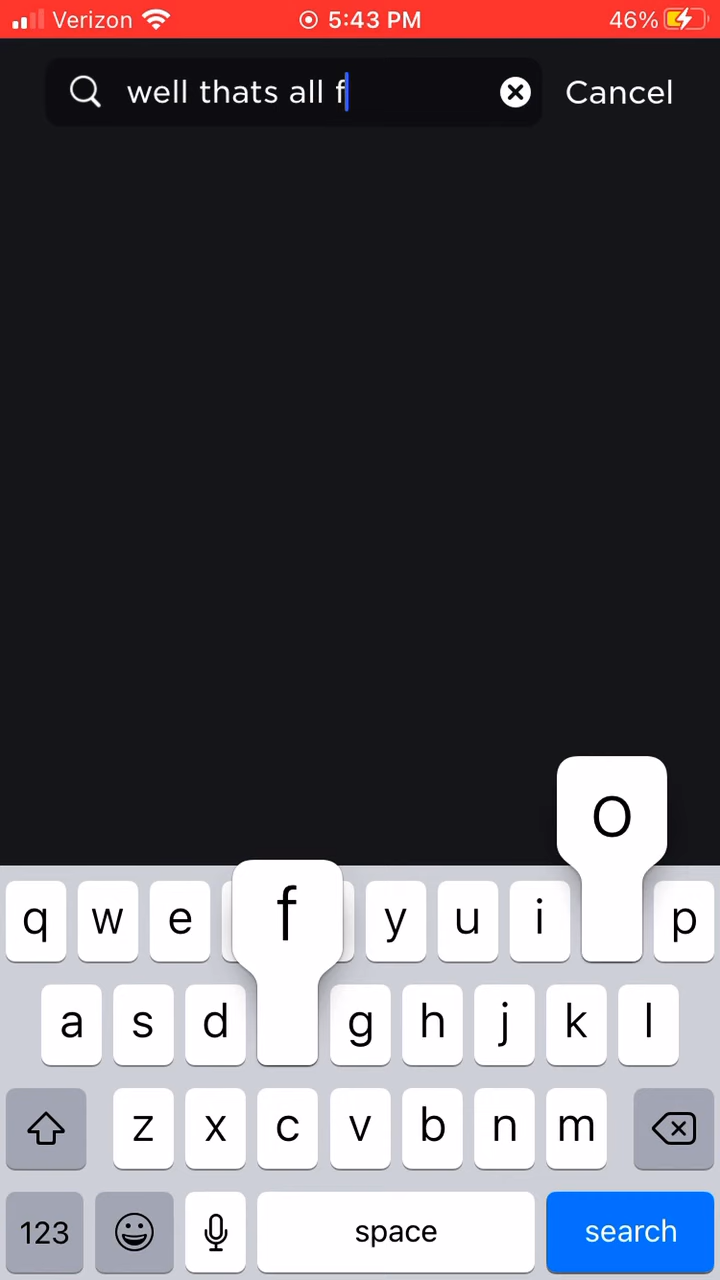 Verizon 5:43 PM 46%
well thats all f Cancel
o
q w e f y u i p
a s d g h j k l
z x c v b n m
123 space search